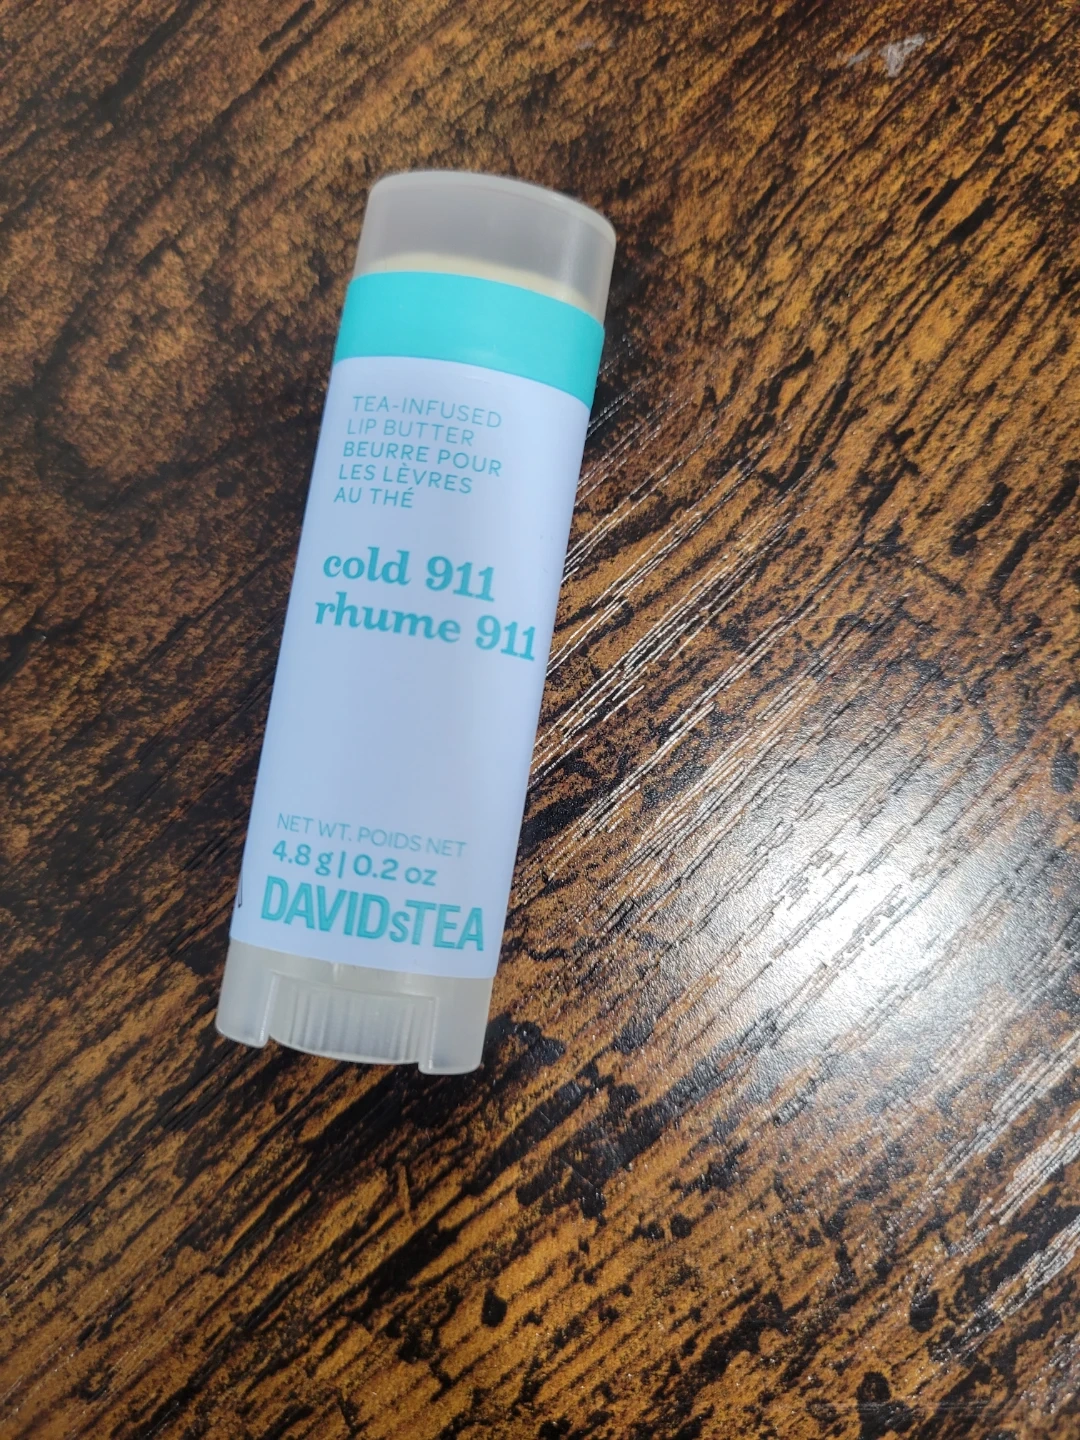 TEA-INFUSED
LIP BUTTER
BEURRE POUR
LES LÈVRES
AU THÉ
cold 911
rhume 911
NET WT. POIDS NET
4.8 g | 0.2 oz
DAVIDsTEA